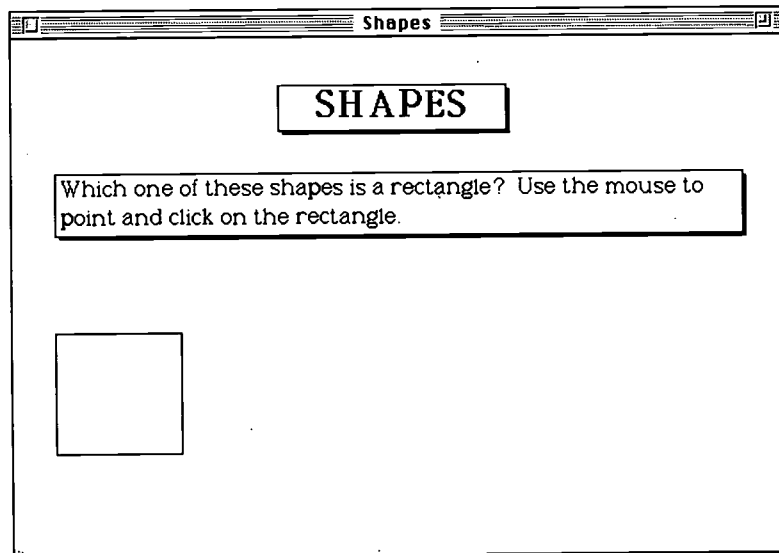 Shapes
SHAPES
Which one of these shapes is a rectangle? Use the mouse to
point and click on the rectangle.